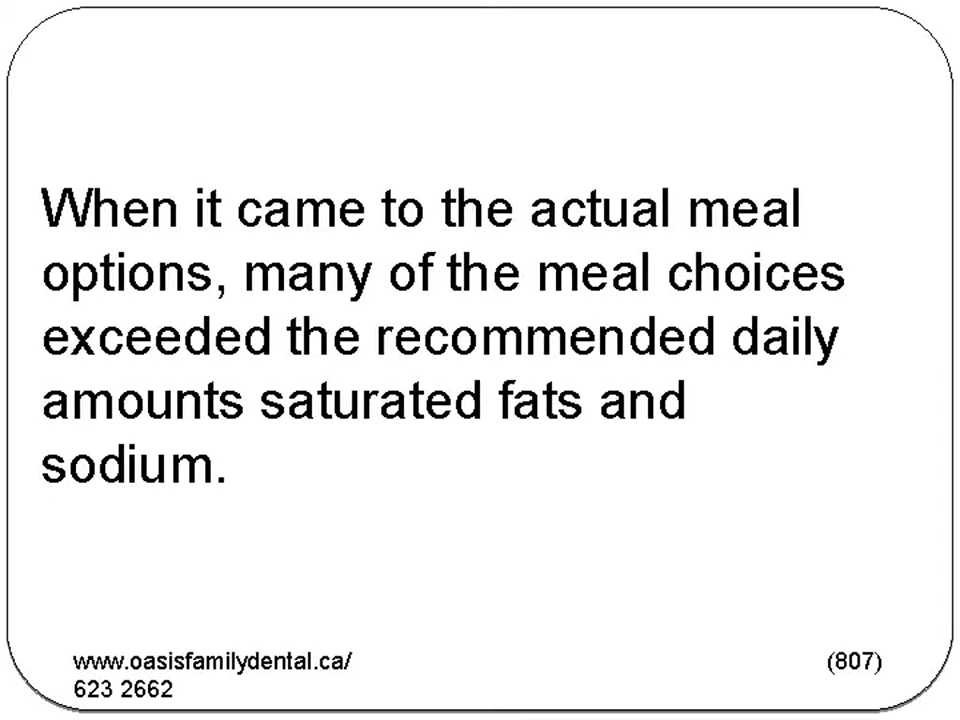 When it came to the actual meal
options, many of the meal choices
exceeded the recommended daily
amounts saturated fats and
sodium.
www.oasisfamilydental.ca/ (807)
623 2662